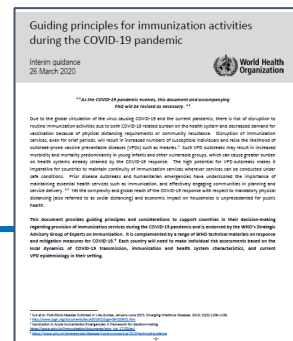 Guiding principles for immunization activities
during the COVID-19 pandemic
Interim guidance
26 March 2020
World Health
Organization
**As the COVID-19 pandemic evolves, this document and accompanying
FAQ will be revised as necessary. **
Due to the global circulation of the virus causing COVID-19 and the current pandemic, there is risk of disruption to
routine immunization activities due to both COVID-19 related burden on the health system and decreased demand for
vaccination because of physical distancing requirements or community reluctance. Disruption of immunization
services, even for brief periods, will result in increased numbers of susceptible individuals and raise the likelihood of
outbreak-prone vaccine preventable diseases (VPDs) such as measles.¹ Such VPD outbreaks may result in increased
morbidity and mortality predominantly in young infants and other vulnerable groups, which can cause greater burden
on health systems already strained by the COVID-19 response. The high potential for VPD outbreaks makes it
imperative for countries to maintain continuity of immunization services wherever services can be conducted under
safe conditions. Prior disease outbreaks and humanitarian emergencies have underscored the importance of
maintaining essential health services such as immunization, and effectively engaging communities in planning and
service delivery. ²,³ Yet the complexity and global reach of the COVID-19 response with respect to mandatory physical
distancing (also referred to as social distancing) and economic impact on households is unprecedented for public
health.
This document provides guiding principles and considerations to support countries in their decision-making
regarding provision of immunization services during the COVID-19 pandemic and is endorsed by the WHO's Strategic
Advisory Group of Experts on Immunization. It is complemented by a range of WHO technical materials on response
and mitigation measures for COVID-19.⁴ Each country will need to make individual risk assessments based on the
local dynamics of COVID-19 transmission, immunization and health system characteristics, and current
VPD epidemiology in their setting.